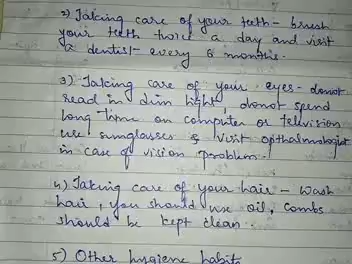 2) Taking care of your teeth - brush
your teeth twice a day and visit
a dentist - every 6 months.
3) Taking care of your eyes - donot
read in dim light, donot spend
long time on computer or television
use sunglasses & visit opthalmologist
in case of vision problem.
4) Taking care of your hair - wash
hair, you should use oil, combs
should be kept clean.
5) Other hygiene habits